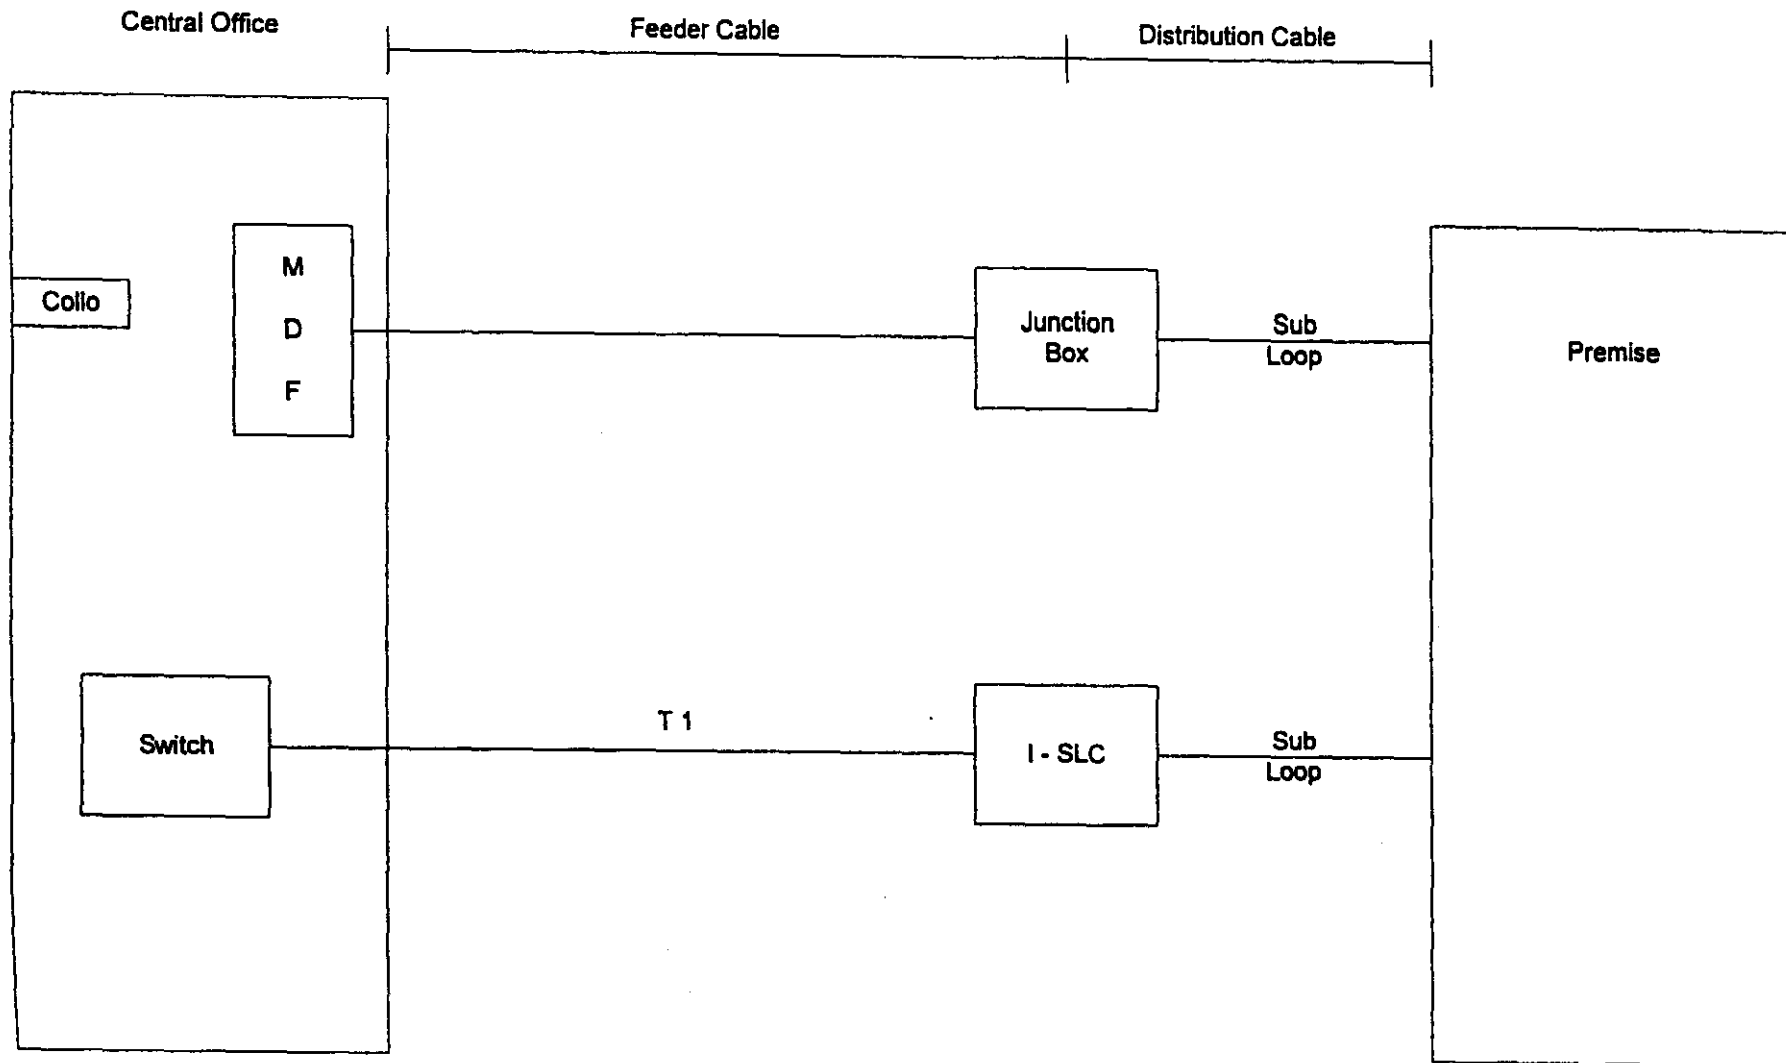 Central Office
Feeder Cable
Distribution Cable
M
D
F
Collo
Junction
Box
Sub
Loop
Premise
Switch
T 1
I - SLC
Sub
Loop